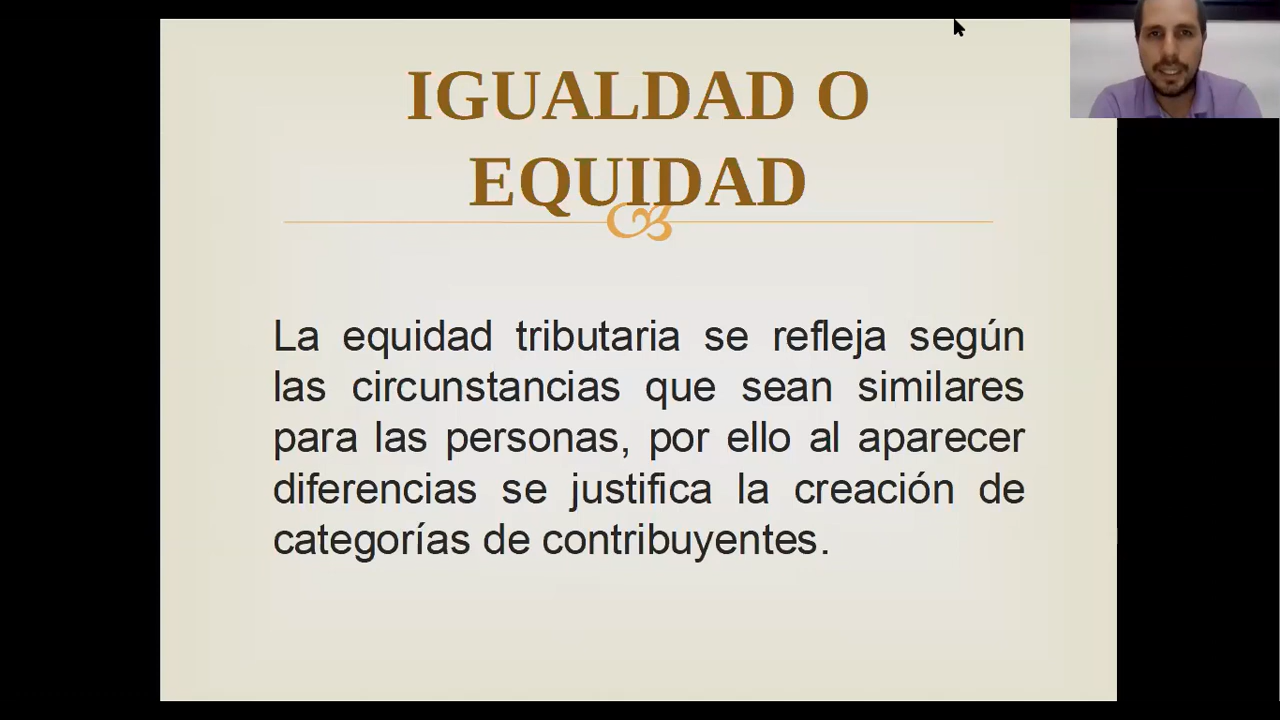 IGUALDAD O
EQUIDAD
La equidad tributaria se refleja según
las circunstancias que sean similares
para las personas, por ello al aparecer
diferencias se justifica la creación de
categorías de contribuyentes.